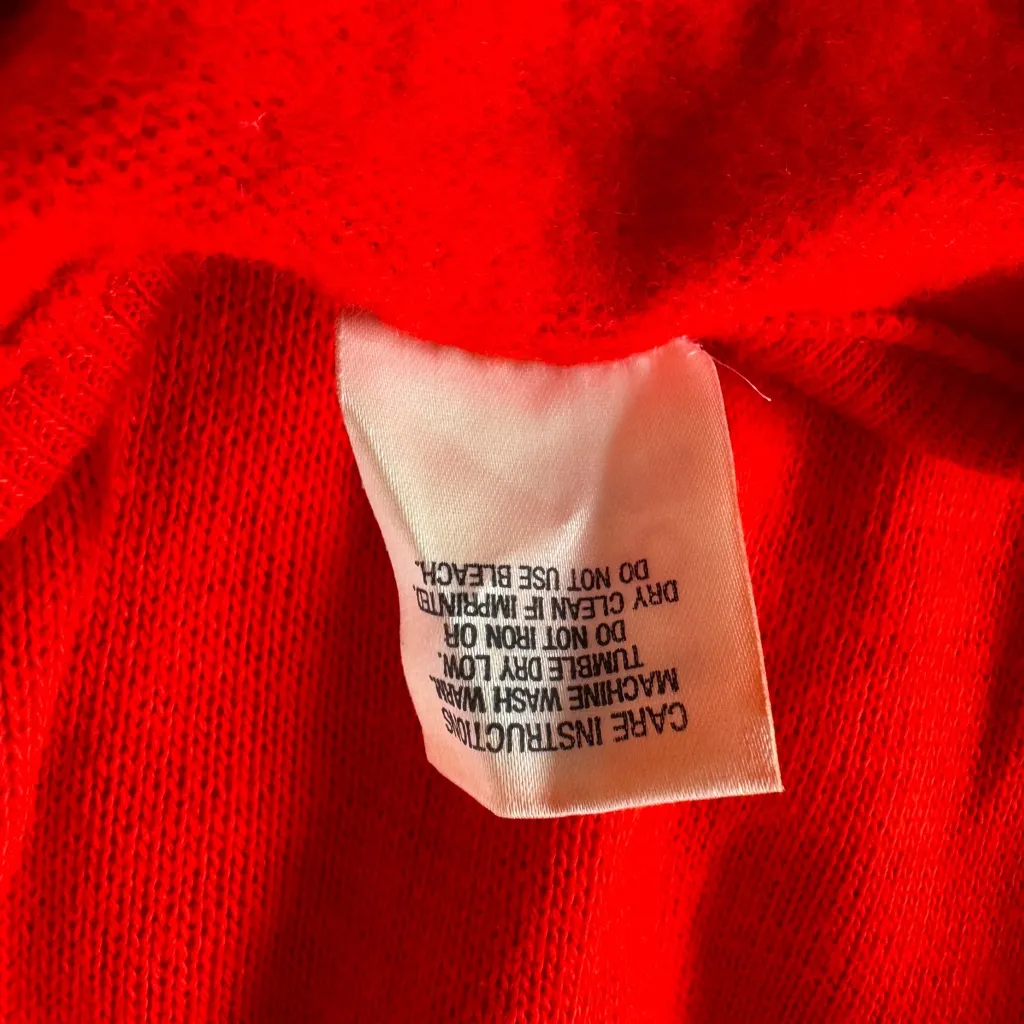 CARE INSTRUCTIONS
MACHINE WASH WARM.
TUMBLE DRY LOW.
DO NOT IRON OR
DRY CLEAN IF IMPRINTED.
DO NOT USE BLEACH.